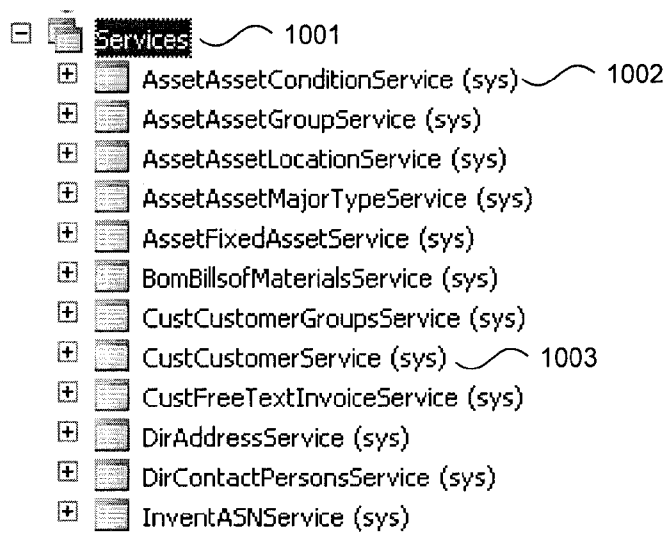 Services 1001
AssetAssetConditionService (sys) 1002
AssetAssetGroupService (sys)
AssetAssetLocationService (sys)
AssetAssetMajorTypeService (sys)
AssetFixedAssetService (sys)
BomBillsofMaterialsService (sys)
CustCustomerGroupsService (sys)
CustCustomerService (sys) 1003
CustFreeTextInvoiceService (sys)
DirAddressService (sys)
DirContactPersonsService (sys)
InventASNService (sys)